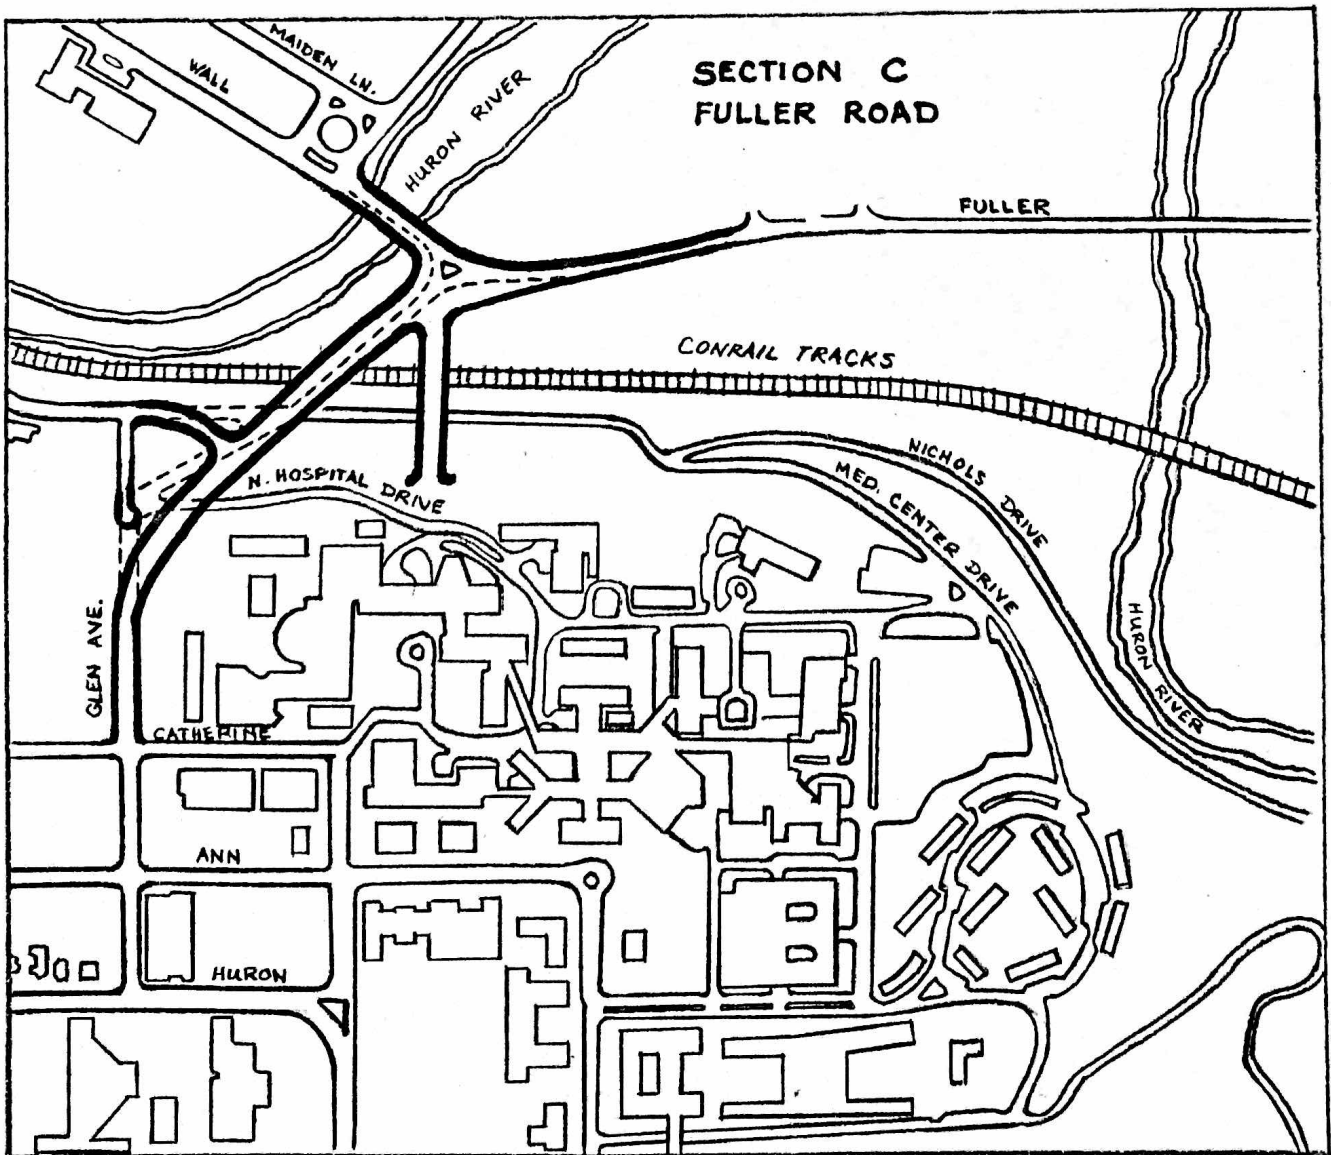 MAIDEN LN.
WALL
SECTION C
FULLER ROAD
HURON RIVER
FULLER
CONRAIL TRACKS
NICHOLS DRIVE
MED. CENTER DRIVE
N. HOSPITAL DRIVE
GLEN AVE.
HURON RIVER
CATHERINE
ANN
HURON